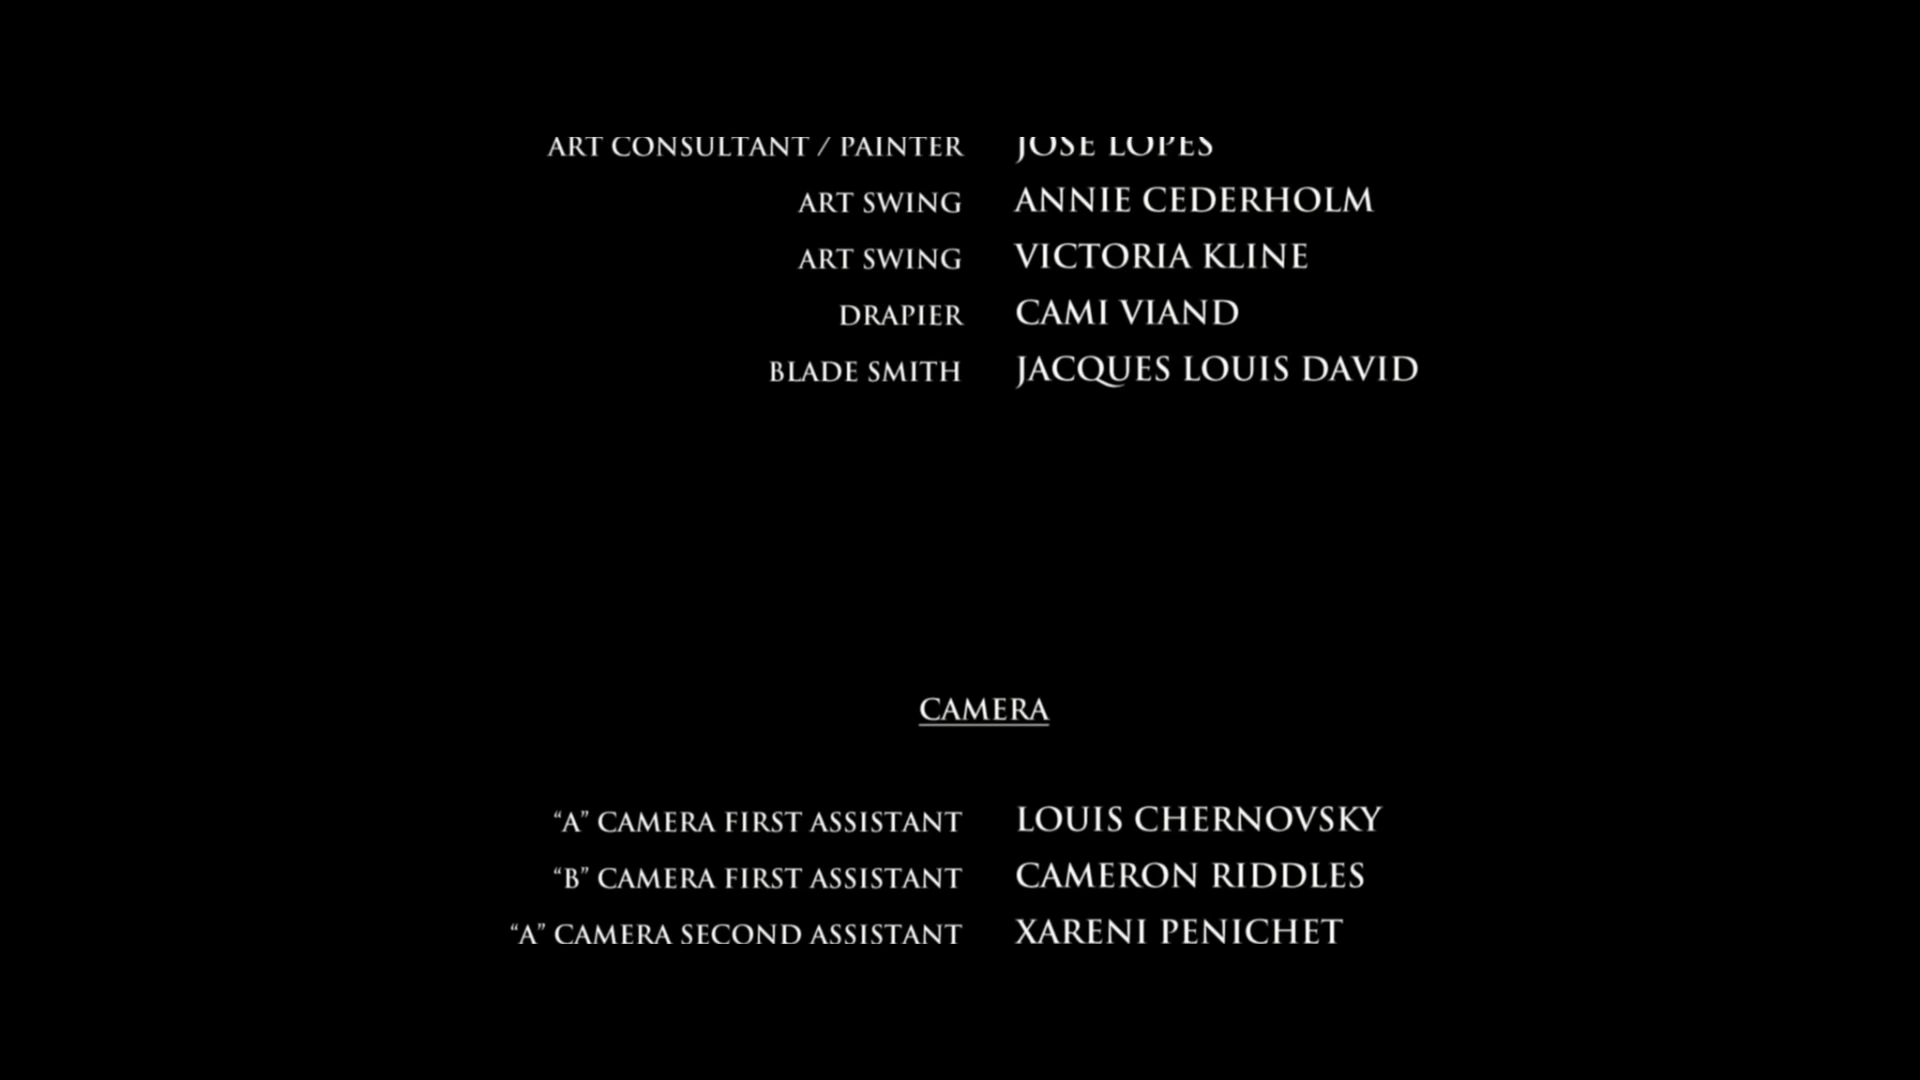 ART CONSULTANT / PAINTER JOSE LOPES
ART SWING ANNIE CEDERHOLM
ART SWING VICTORIA KLINE
DRAPIER CAMI VIAND
BLADE SMITH JACQUES LOUIS DAVID
CAMERA
“A” CAMERA FIRST ASSISTANT LOUIS CHERNOVSKY
“B” CAMERA FIRST ASSISTANT CAMERON RIDDLES
“A” CAMERA SECOND ASSISTANT XARENI PENICHET